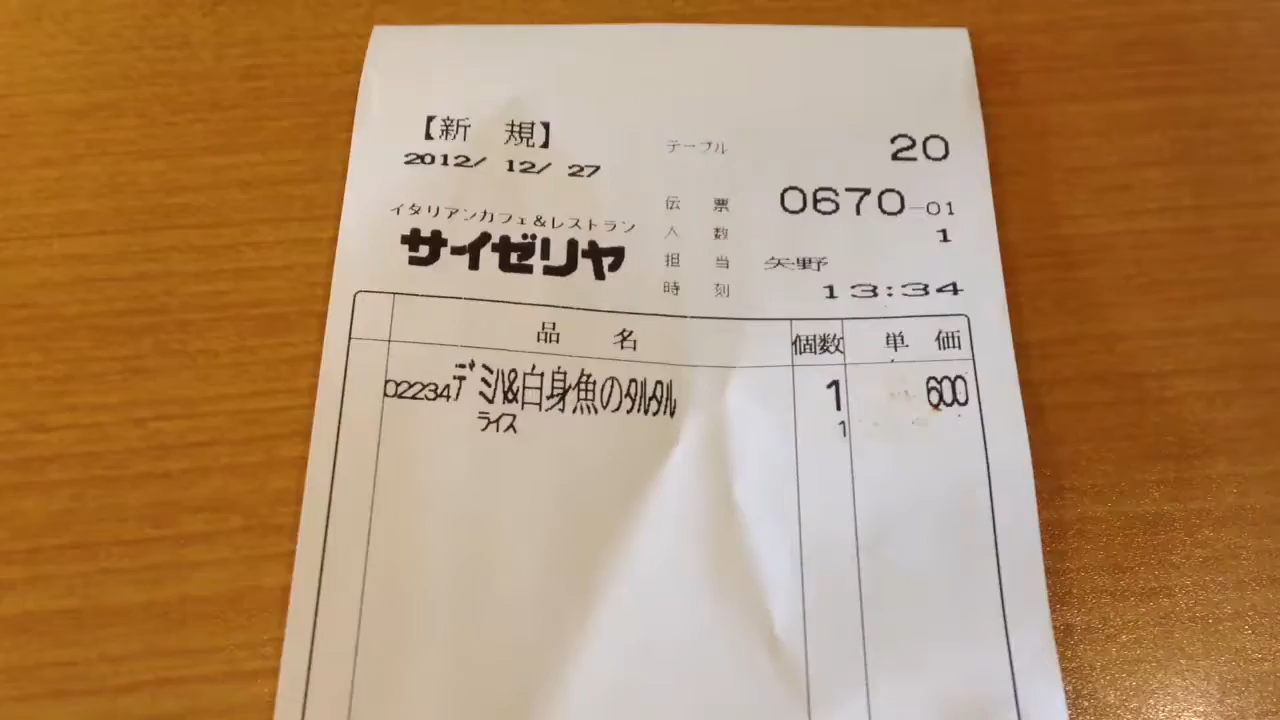 【新 規】
2012/ 12/ 27
テーブル 20
伝 票 0670-01
人 数 1
担 当 矢野
時 刻 13:34
イタリアンカフェ&レストラン
サイゼリヤ
品 名 個数 単 価
02234 デミハ&白身魚のタルタル 1 600
ライス 1